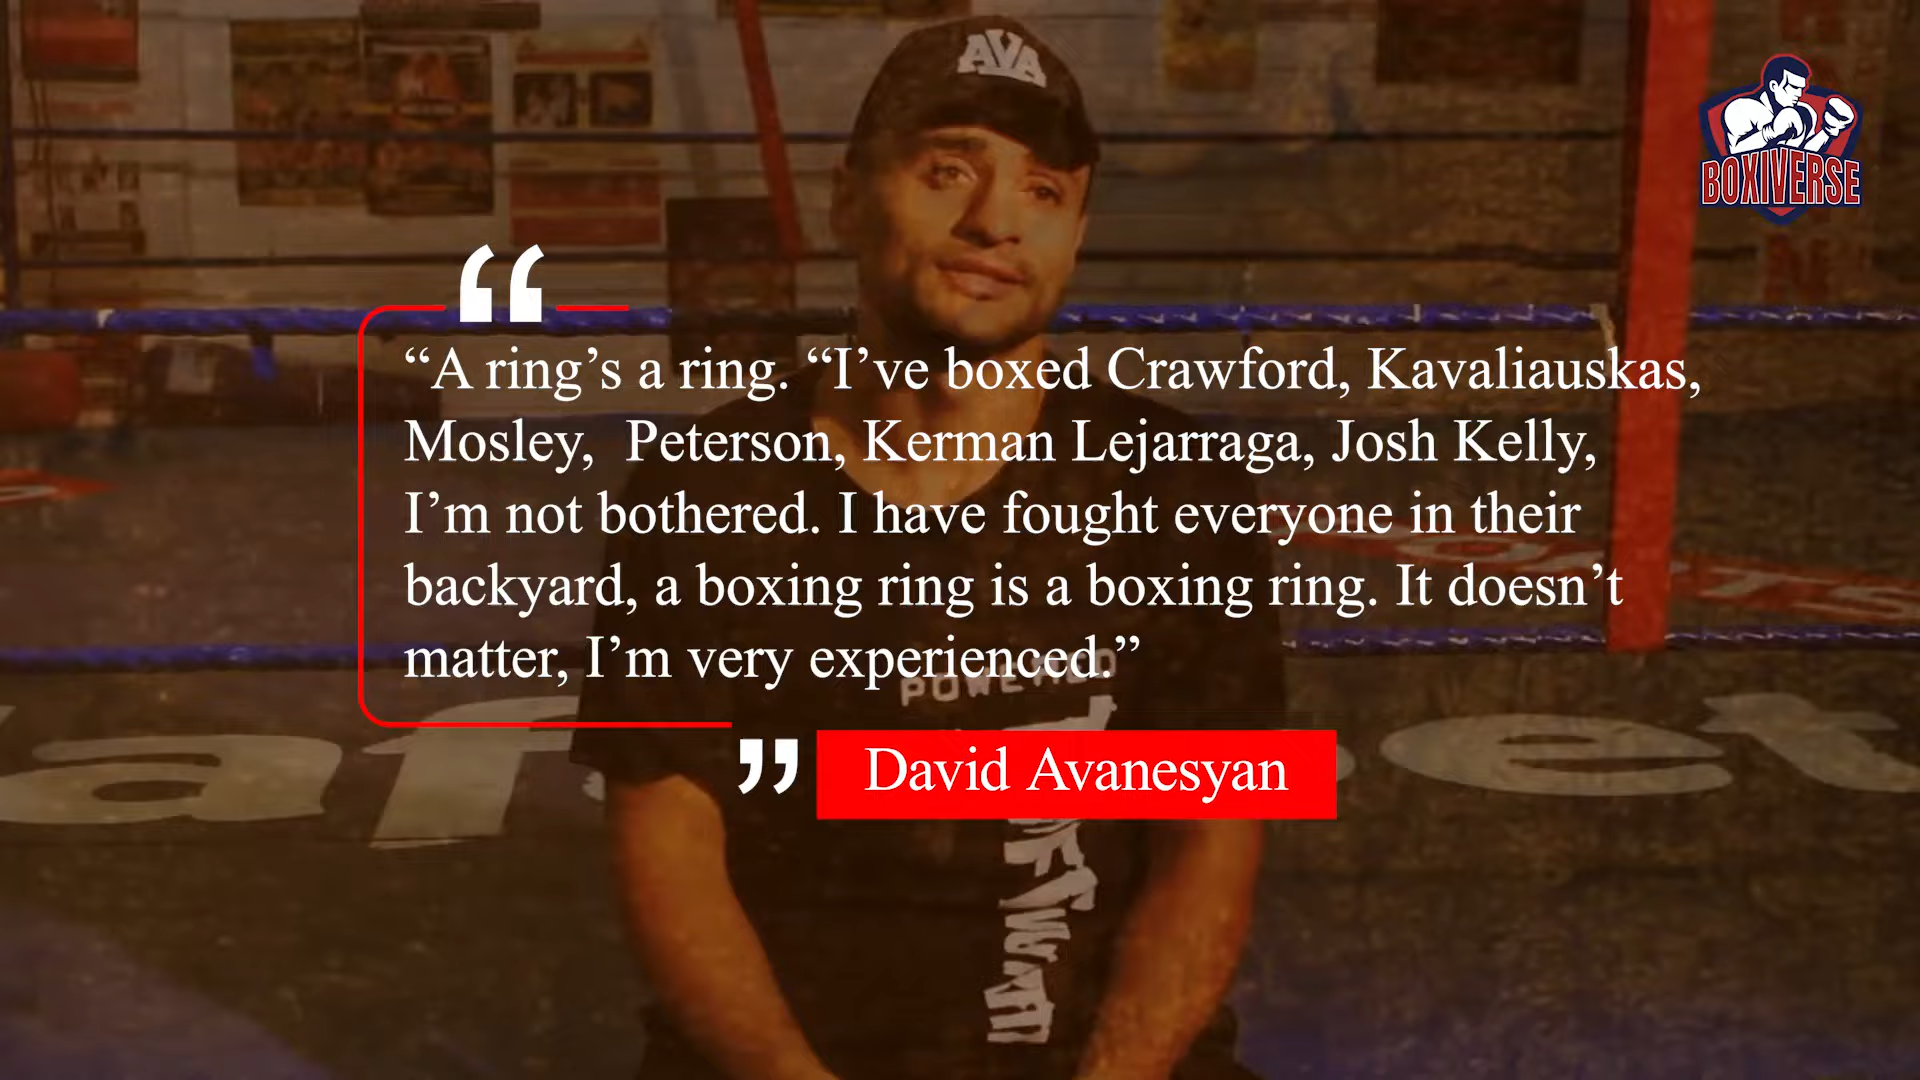 AVA
BOXIVERSE
“
“A ring’s a ring. “I’ve boxed Crawford, Kavaliauskas,
Mosley,  Peterson, Kerman Lejarraga, Josh Kelly,
I’m not bothered. I have fought everyone in their
backyard, a boxing ring is a boxing ring. It doesn’t
matter, I’m very experienced.”
POWERED
”
David Avanesyan